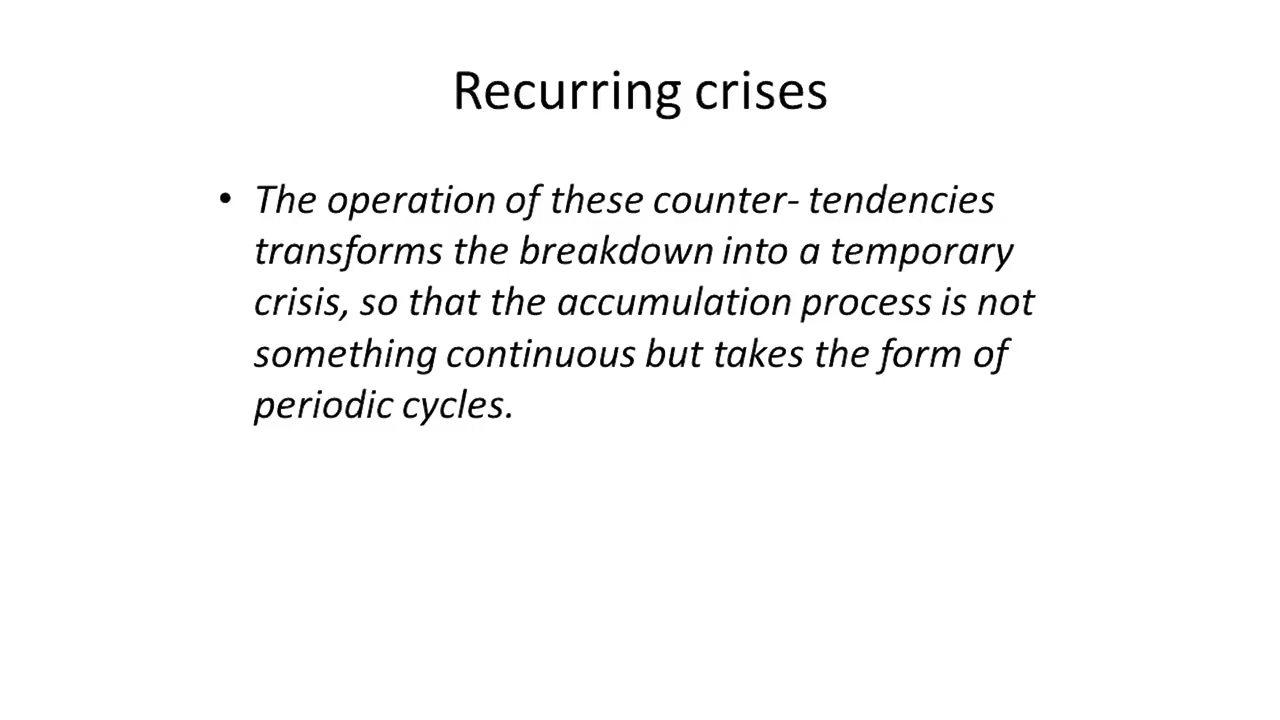 Recurring crises
• The operation of these counter- tendencies
transforms the breakdown into a temporary
crisis, so that the accumulation process is not
something continuous but takes the form of
periodic cycles.